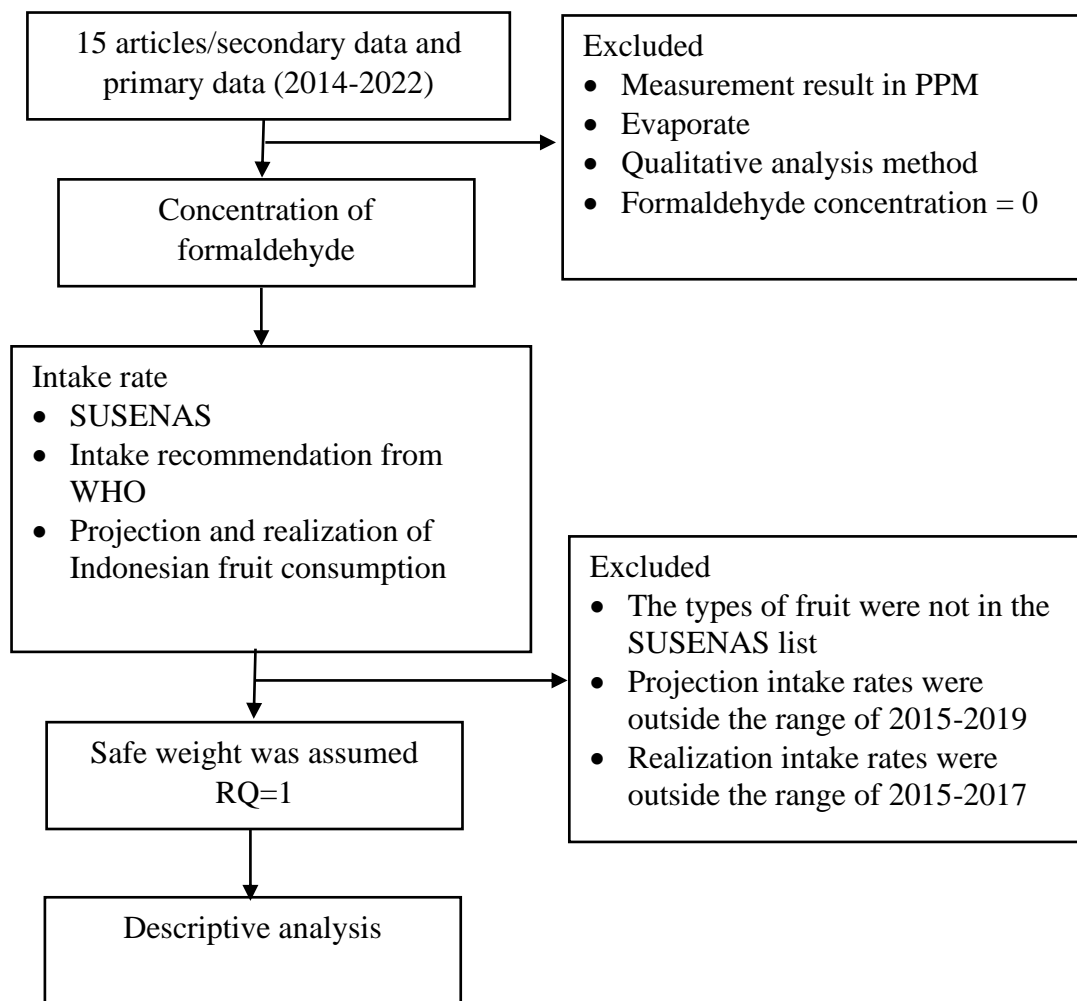 15 articles/secondary data and
primary data (2014-2022)
Excluded
• Measurement result in PPM
• Evaporate
• Qualitative analysis method
• Formaldehyde concentration = 0
Concentration of
formaldehyde
Intake rate
• SUSENAS
• Intake recommendation from
WHO
• Projection and realization of
Indonesian fruit consumption
Excluded
• The types of fruit were not in the
SUSENAS list
• Projection intake rates were
outside the range of 2015-2019
• Realization intake rates were
outside the range of 2015-2017
Safe weight was assumed
RQ=1
Descriptive analysis